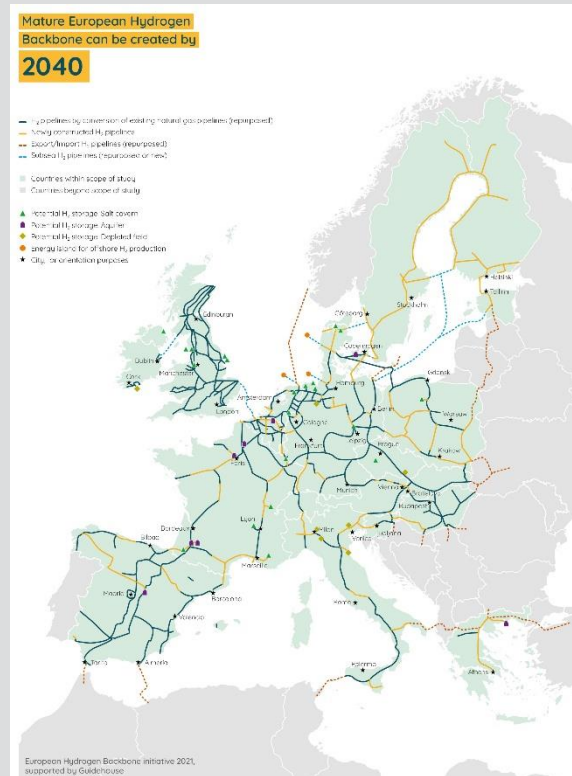 Mature European Hydrogen
Backbone can be created by
2040
H₂ pipelines by conversion of existing natural gas pipelines (repurposed)
Newly constructed H₂ pipelines
Export/Import H₂ pipelines (repurposed)
Subsea H₂ pipelines (repurposed or new)
Countries within scope of study
Countries beyond scope of study
Potential H₂ storage: Salt cavern
Potential H₂ storage: Aquifer
Potential H₂ storage: Depleted field
Energy island for offshore H₂ production
City, for orientation purposes
Helsinki
Tallinn
Stockholm
Göteborg
Edinburgh
Copenhagen
Dublin
Cork
Manchester
Gdansk
Hamburg
Amsterdam
Berlin
Warsaw
London
Cologne
Leipzig
Frankfurt
Prague
Krakow
Paris
Munich
Vienna
Bratislava
Budapest
Lyon
Milan
Venice
Ljubljana
Bordeaux
Bilbao
Marseille
Madrid
Barcelona
Rome
Valencia
Tarifa
Almeria
Palermo
Athens
European Hydrogen Backbone initiative 2021,
supported by Guidehouse